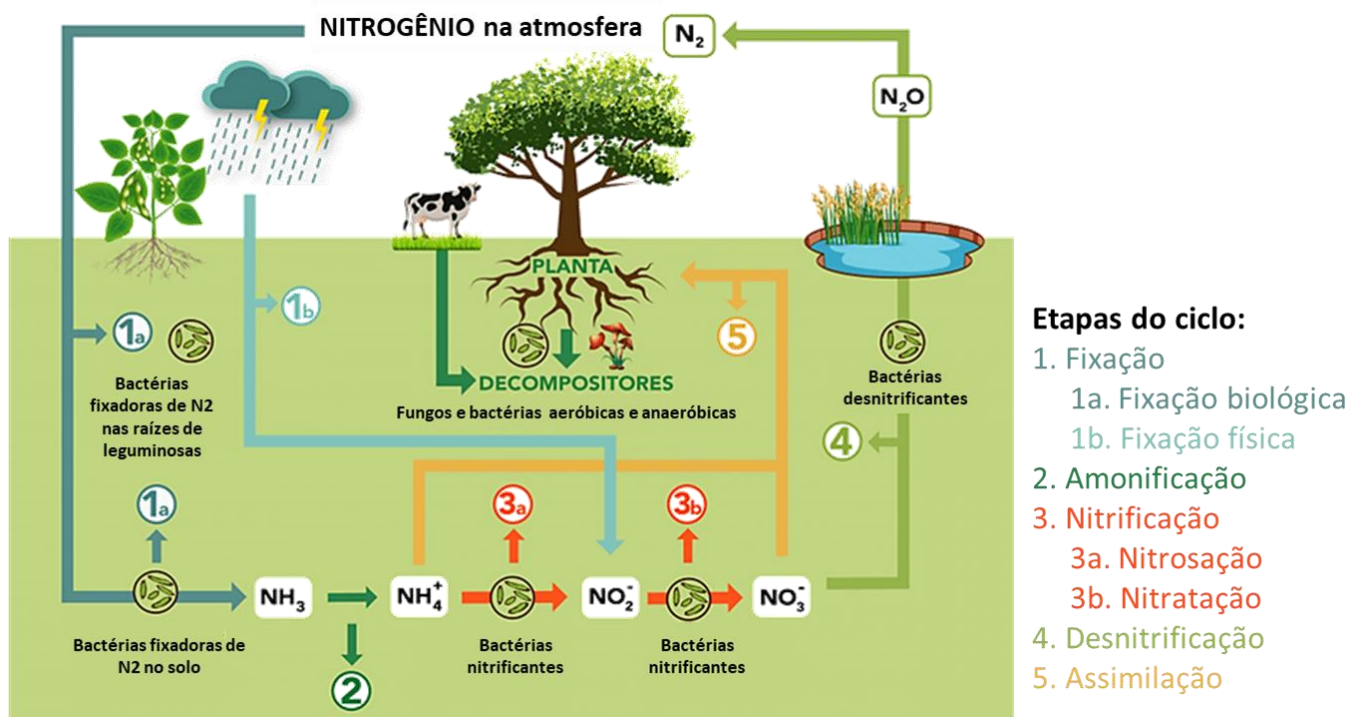 NITROGÊNIO na atmosfera
N₂
N₂O
PLANTA
1a
1b
5
Bactérias
fixadoras de N2
nas raízes de
leguminosas
DECOMPOSITORES
Fungos e bactérias aeróbicas e anaeróbicas
Bactérias
desnitrificantes
4
1a
3a
3b
NH₃
NH₄⁺
NO₂⁻
NO₃⁻
Bactérias fixadoras de
N2 no solo
Bactérias
nitrificantes
Bactérias
nitrificantes
2
Etapas do ciclo:
1. Fixação
1a. Fixação biológica
1b. Fixação física
2. Amonificação
3. Nitrificação
3a. Nitrosação
3b. Nitratação
4. Desnitrificação
5. Assimilação